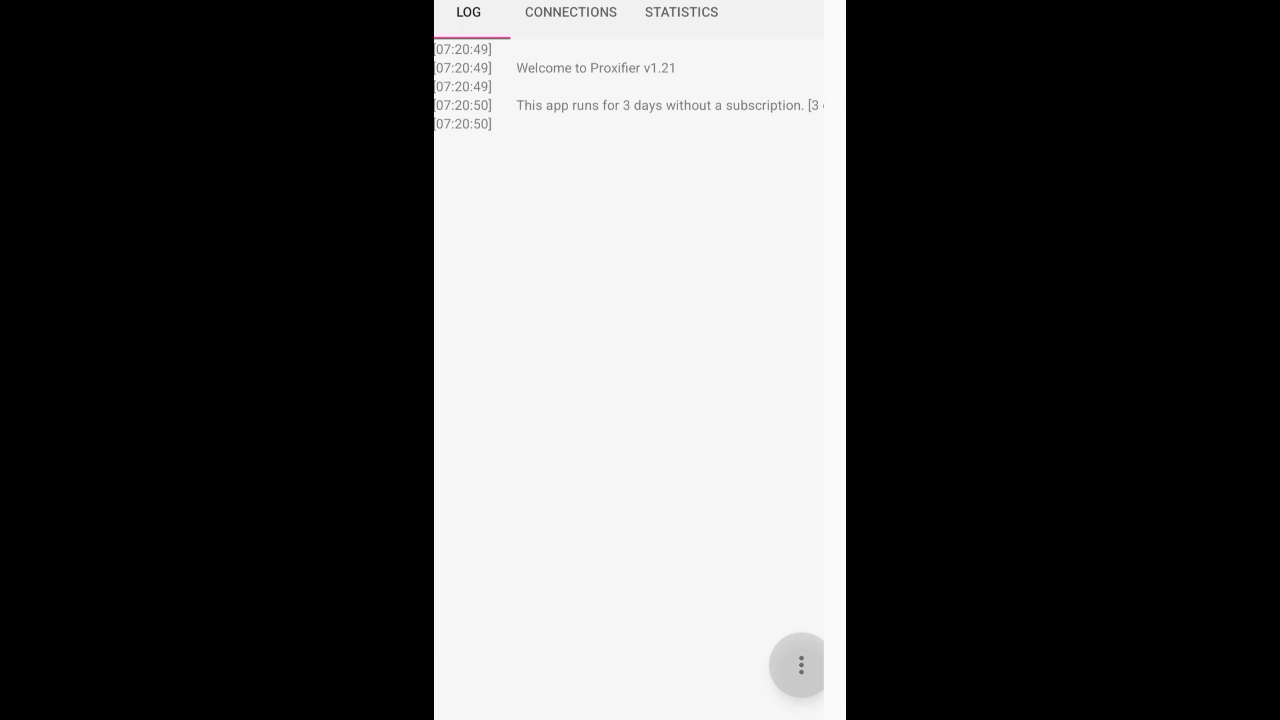 LOG CONNECTIONS STATISTICS
[07:20:49]
[07:20:49] Welcome to Proxifier v1.21
[07:20:49]
[07:20:50] This app runs for 3 days without a subscription. [3
[07:20:50]